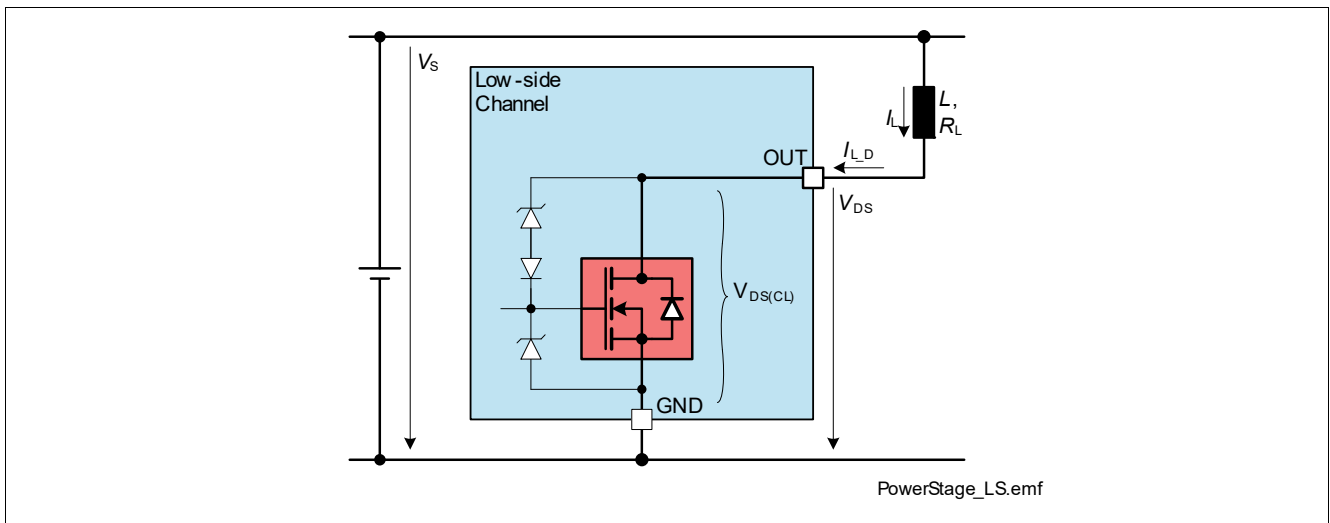 VS
Low-side
Channel
IL
L,
RL
OUT
IL_D
VDS
VDS(CL)
GND
PowerStage_LS.emf